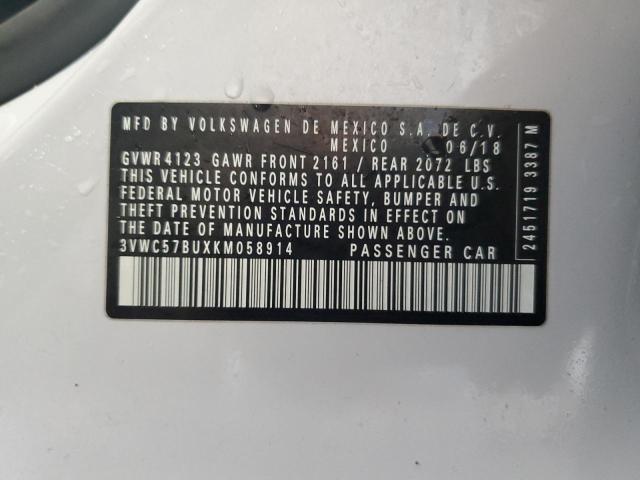 MFD BY VOLKSWAGEN DE MEXICO S.A. DE C.V.
MEXICO 06/18
GVWR 4123 GAWR FRONT 2161 / REAR 2072 LBS
THIS VEHICLE CONFORMS TO ALL APPLICABLE U.S.
FEDERAL MOTOR VEHICLE SAFETY, BUMPER AND
THEFT PREVENTION STANDARDS IN EFFECT ON THE
DATE OF MANUFACTURE SHOWN ABOVE.
3VWC57BUXKM058914 PASSENGER CAR
2451719 3387 M